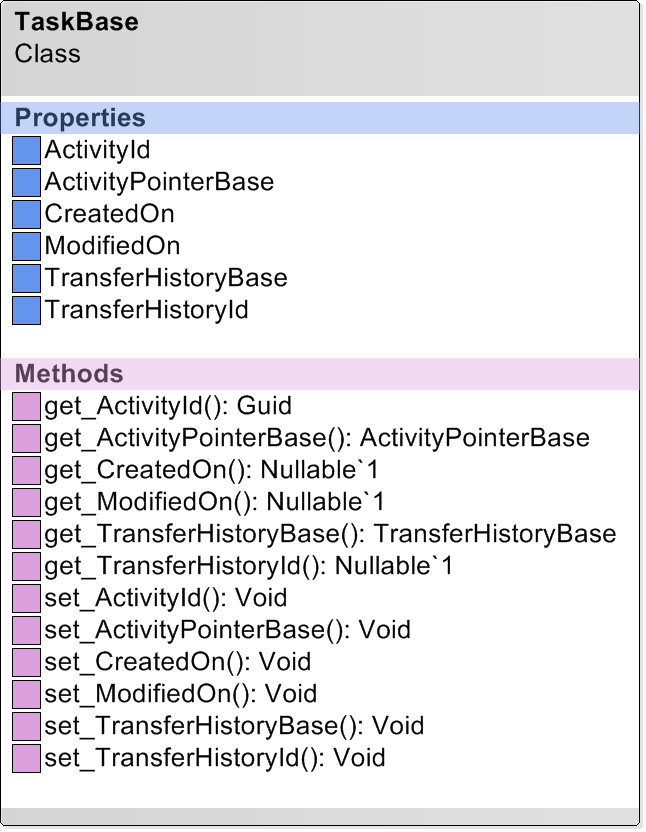 TaskBase
Class
Properties
ActivityId
ActivityPointerBase
CreatedOn
ModifiedOn
TransferHistoryBase
TransferHistoryId
Methods
get_ActivityId(): Guid
get_ActivityPointerBase(): ActivityPointerBase
get_CreatedOn(): Nullable`1
get_ModifiedOn(): Nullable`1
get_TransferHistoryBase(): TransferHistoryBase
get_TransferHistoryId(): Nullable`1
set_ActivityId(): Void
set_ActivityPointerBase(): Void
set_CreatedOn(): Void
set_ModifiedOn(): Void
set_TransferHistoryBase(): Void
set_TransferHistoryId(): Void